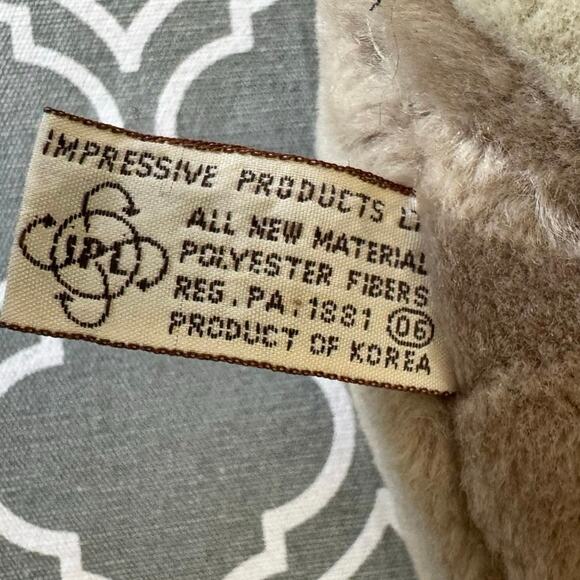 IMPRESSIVE PRODUCTS
IPL
ALL NEW MATERIAL
POLYESTER FIBERS
REG. PA. 1881 06
PRODUCT OF KOREA